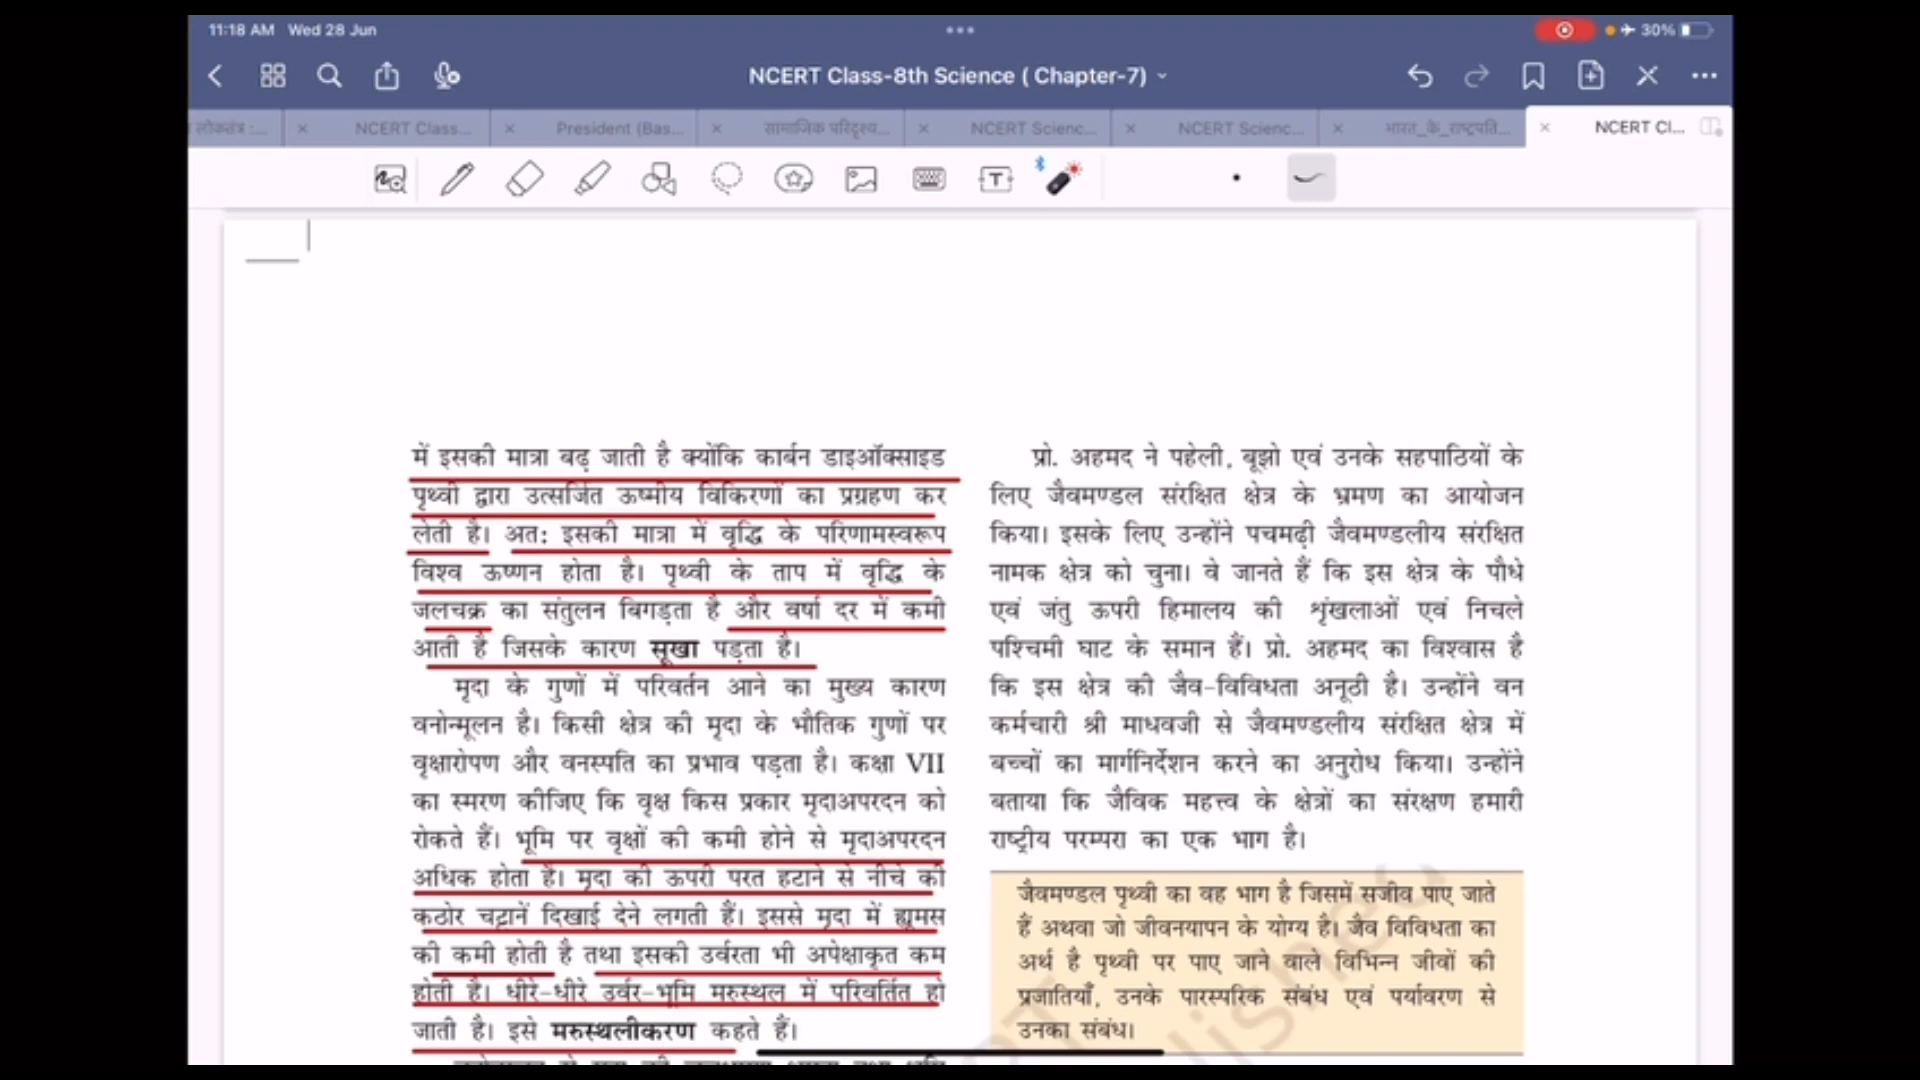 11:18 AM Wed 28 Jun
30%
NCERT Class-8th Science ( Chapter-7)
लोकतंत्र :...
NCERT Class...
President (Bas...
सामाजिक परिदृश्य...
NCERT Scienc...
NCERT Scienc...
भारत_के_राष्ट्रपति...
NCERT Cl...
में इसकी मात्रा बढ़ जाती है क्योंकि कार्बन डाइऑक्साइड
पृथ्वी द्वारा उत्सर्जित ऊष्मीय विकिरणों का प्रग्रहण कर
लेती है। अत: इसकी मात्रा में वृद्धि के परिणामस्वरूप
विश्व ऊष्णन होता है। पृथ्वी के ताप में वृद्धि के
जलचक्र का संतुलन बिगड़ता है और वर्षा दर में कमी
आती है जिसके कारण सूखा पड़ता है।
मृदा के गुणों में परिवर्तन आने का मुख्य कारण
वनोन्मूलन है। किसी क्षेत्र की मृदा के भौतिक गुणों पर
वृक्षारोपण और वनस्पति का प्रभाव पड़ता है। कक्षा VII
का स्मरण कीजिए कि वृक्ष किस प्रकार मृदाअपरदन को
रोकते हैं। भूमि पर वृक्षों की कमी होने से मृदाअपरदन
अधिक होता है। मृदा की ऊपरी परत हटाने से नीचे की
कठोर चट्टानें दिखाई देने लगती हैं। इससे मृदा में ह्यूमस
की कमी होती है तथा इसकी उर्वरता भी अपेक्षाकृत कम
होती है। धीरे-धीरे उर्वर-भूमि मरुस्थल में परिवर्तित हो
जाती है। इसे मरुस्थलीकरण कहते हैं।
प्रो. अहमद ने पहेली, बूझो एवं उनके सहपाठियों के
लिए जैवमण्डल संरक्षित क्षेत्र के भ्रमण का आयोजन
किया। इसके लिए उन्होंने पचमढ़ी जैवमण्डलीय संरक्षित
नामक क्षेत्र को चुना। वे जानते हैं कि इस क्षेत्र के पौधे
एवं जंतु ऊपरी हिमालय की शृंखलाओं एवं निचले
पश्चिमी घाट के समान हैं। प्रो. अहमद का विश्वास है
कि इस क्षेत्र की जैव-विविधता अनूठी है। उन्होंने वन
कर्मचारी श्री माधवजी से जैवमण्डलीय संरक्षित क्षेत्र में
बच्चों का मार्गनिर्देशन करने का अनुरोध किया। उन्होंने
बताया कि जैविक महत्त्व के क्षेत्रों का संरक्षण हमारी
राष्ट्रीय परम्परा का एक भाग है।
जैवमण्डल पृथ्वी का वह भाग है जिसमें सजीव पाए जाते
हैं अथवा जो जीवनयापन के योग्य है। जैव विविधता का
अर्थ है पृथ्वी पर पाए जाने वाले विभिन्न जीवों की
प्रजातियाँ, उनके पारस्परिक संबंध एवं पर्यावरण से
उनका संबंध।